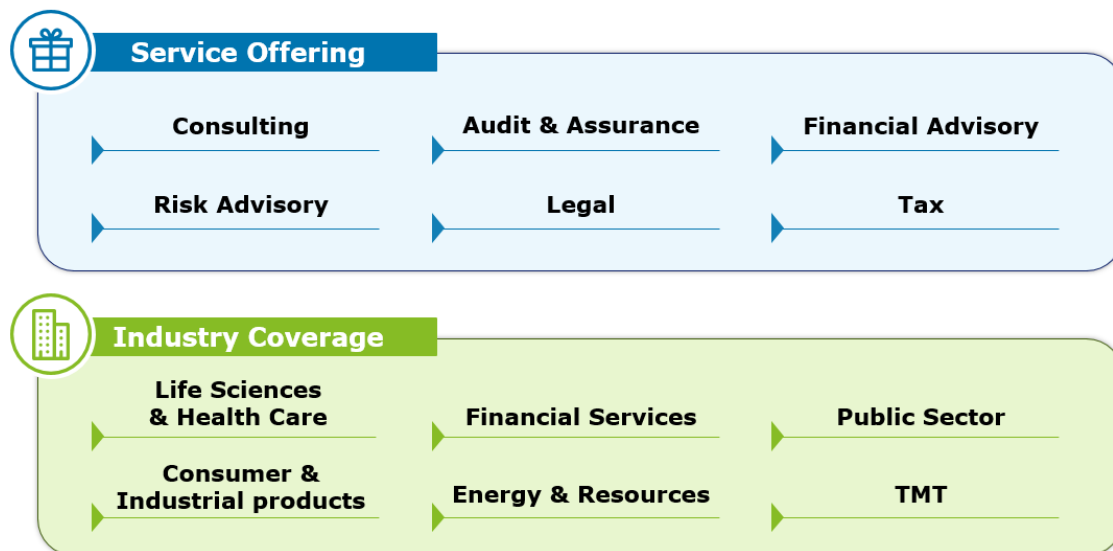 Service Offering
Consulting
Audit & Assurance
Financial Advisory
Risk Advisory
Legal
Tax
Industry Coverage
Life Sciences
& Health Care
Financial Services
Public Sector
Consumer &
Industrial products
Energy & Resources
TMT